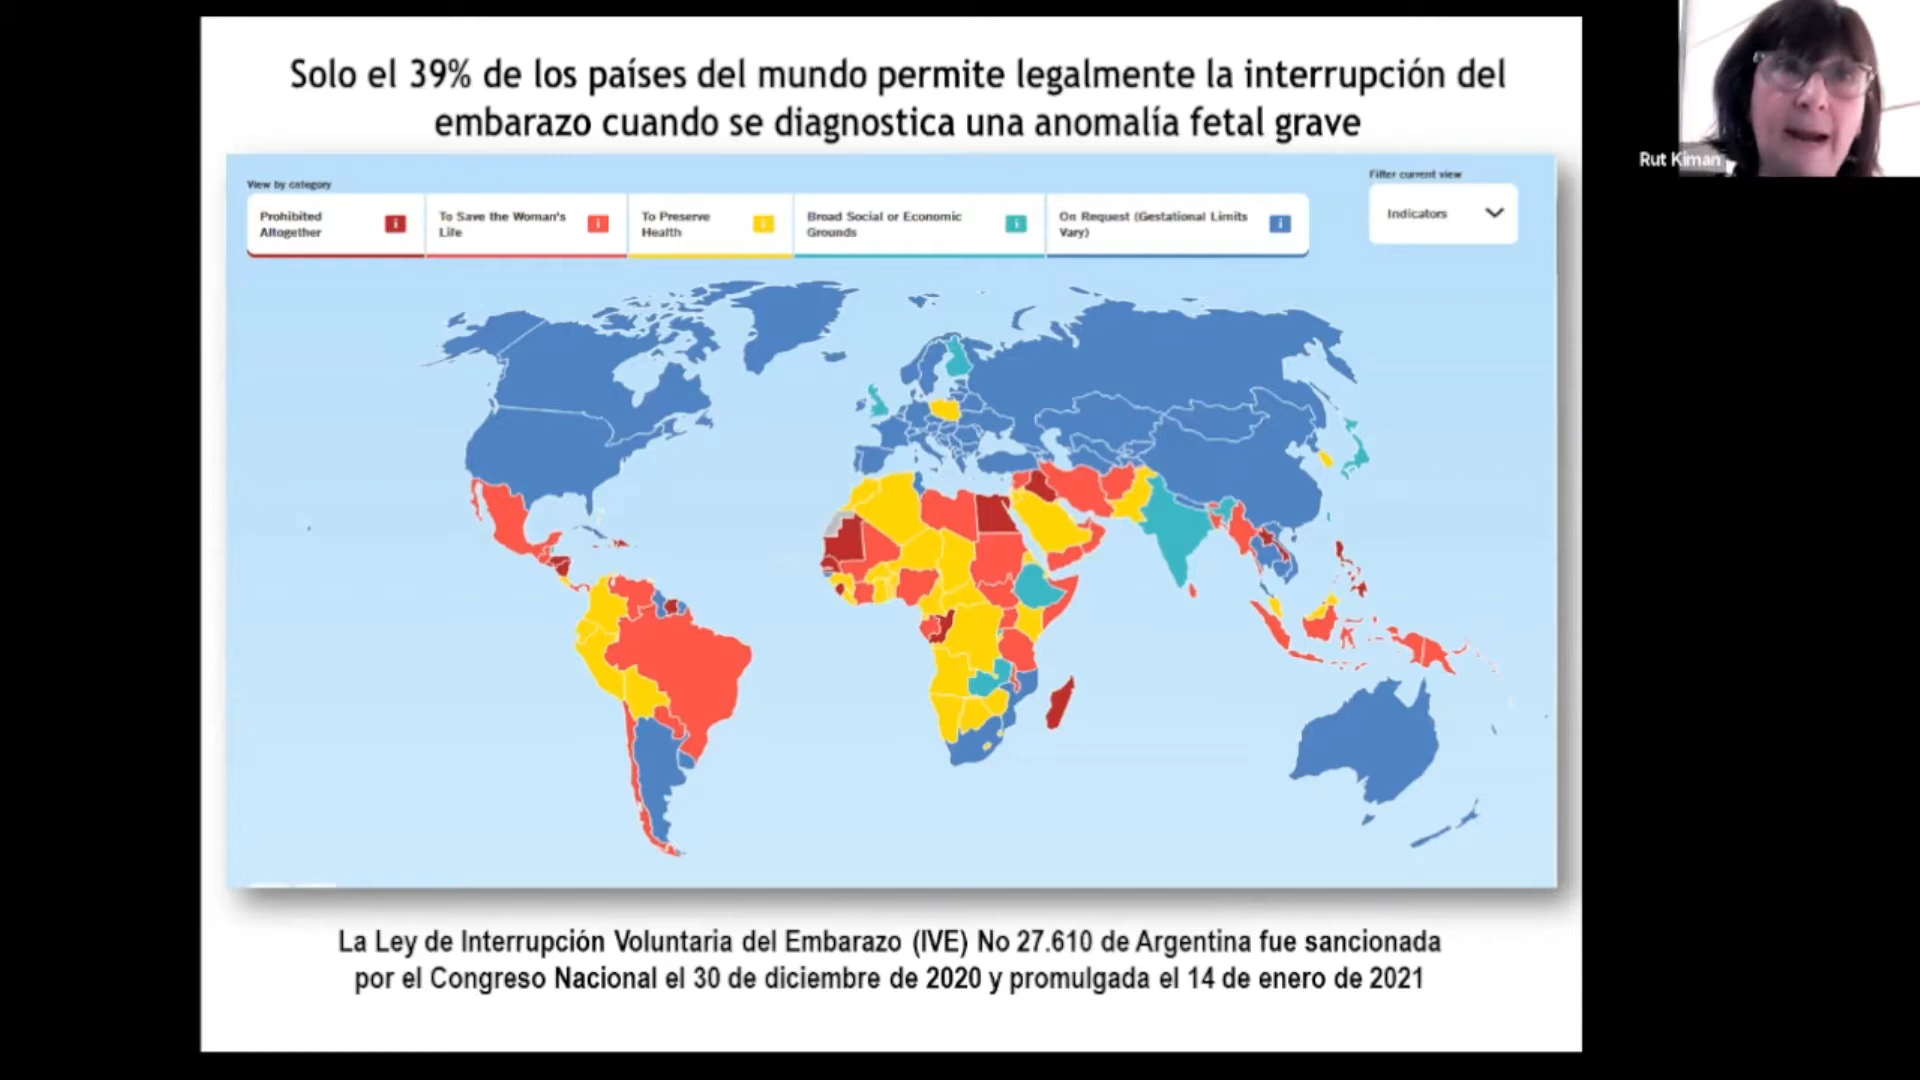 Solo el 39% de los países del mundo permite legalmente la interrupción del
embarazo cuando se diagnostica una anomalía fetal grave
Rut Kiman
View by category
Filter current view
Prohibited
Altogether
To Save the Woman's
Life
To Preserve
Health
Broad Social or Economic
Grounds
On Request (Gestational Limits
Vary)
Indicators
La Ley de Interrupción Voluntaria del Embarazo (IVE) No 27.610 de Argentina fue sancionada
por el Congreso Nacional el 30 de diciembre de 2020 y promulgada el 14 de enero de 2021